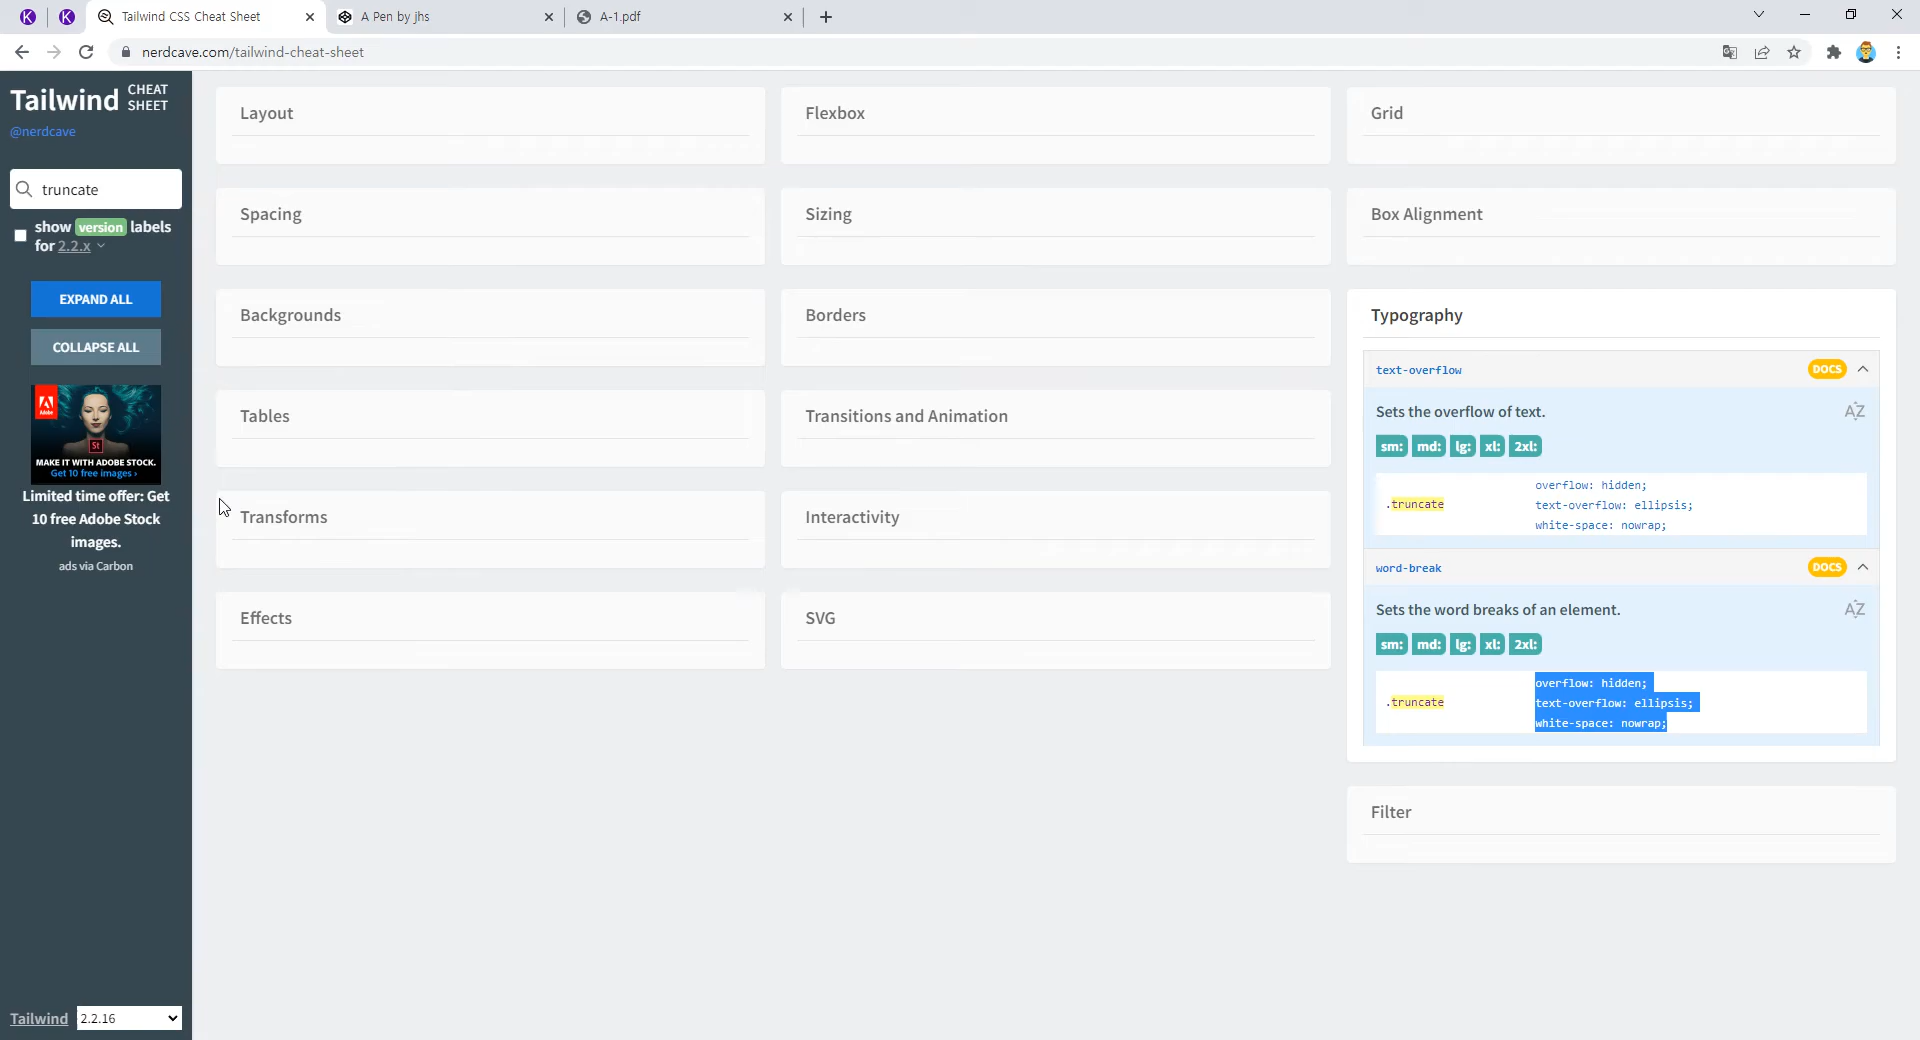 Tailwind CSS Cheat Sheet
A Pen by jhs
A-1.pdf
nerdcave.com/tailwind-cheat-sheet
Tailwind CHEAT SHEET
@nerdcave
truncate
show version labels
for 2.2.x
EXPAND ALL
COLLAPSE ALL
Adobe
St
MAKE IT WITH ADOBE STOCK.
Get 10 free images ›
Limited time offer: Get
10 free Adobe Stock
images.
ads via Carbon
Tailwind 2.2.16
Layout
Flexbox
Grid
Spacing
Sizing
Box Alignment
Backgrounds
Borders
Typography
text-overflow DOCS
Sets the overflow of text. AZ
sm: md: lg: xl: 2xl:
.truncate
overflow: hidden;
text-overflow: ellipsis;
white-space: nowrap;
word-break DOCS
Sets the word breaks of an element. AZ
sm: md: lg: xl: 2xl:
.truncate
overflow: hidden;
text-overflow: ellipsis;
white-space: nowrap;
Tables
Transitions and Animation
Transforms
Interactivity
Effects
SVG
Filter